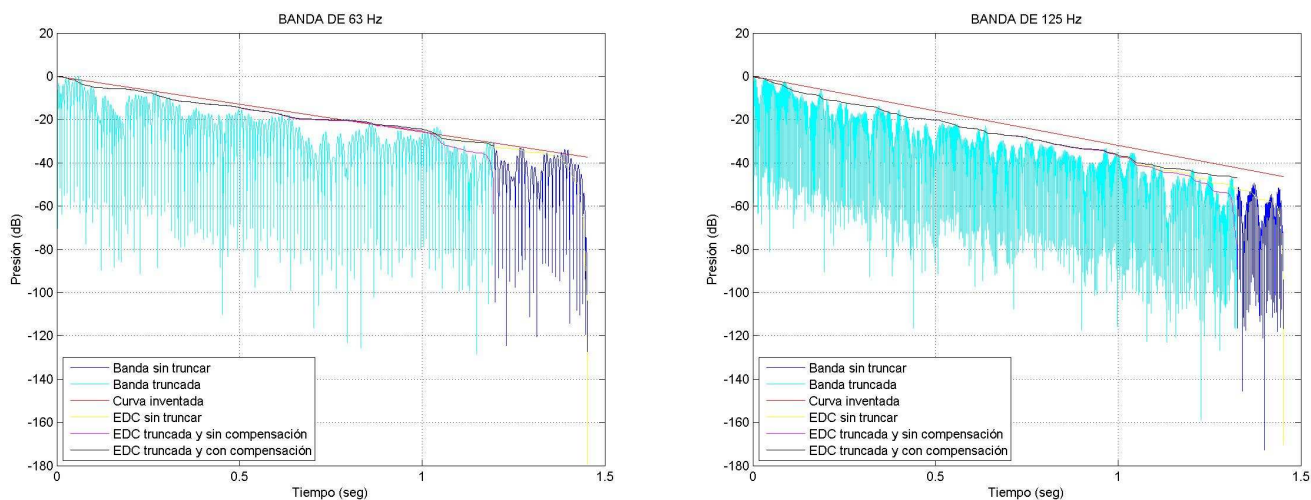 BANDA DE 63 Hz
20
0
-20
-40
-60
-80
-100
-120
-140
-160
-180
Presión (dB)
Banda sin truncar
Banda truncada
Curva inventada
EDC sin truncar
EDC truncada y sin compensación
EDC truncada y con compensación
0
0.5
1
1.5
Tiempo (seg)
BANDA DE 125 Hz
20
0
-20
-40
-60
-80
-100
-120
-140
-160
-180
Presión (dB)
Banda sin truncar
Banda truncada
Curva inventada
EDC sin truncar
EDC truncada y sin compensación
EDC truncada y con compensación
0
0.5
1
1.5
Tiempo (seg)